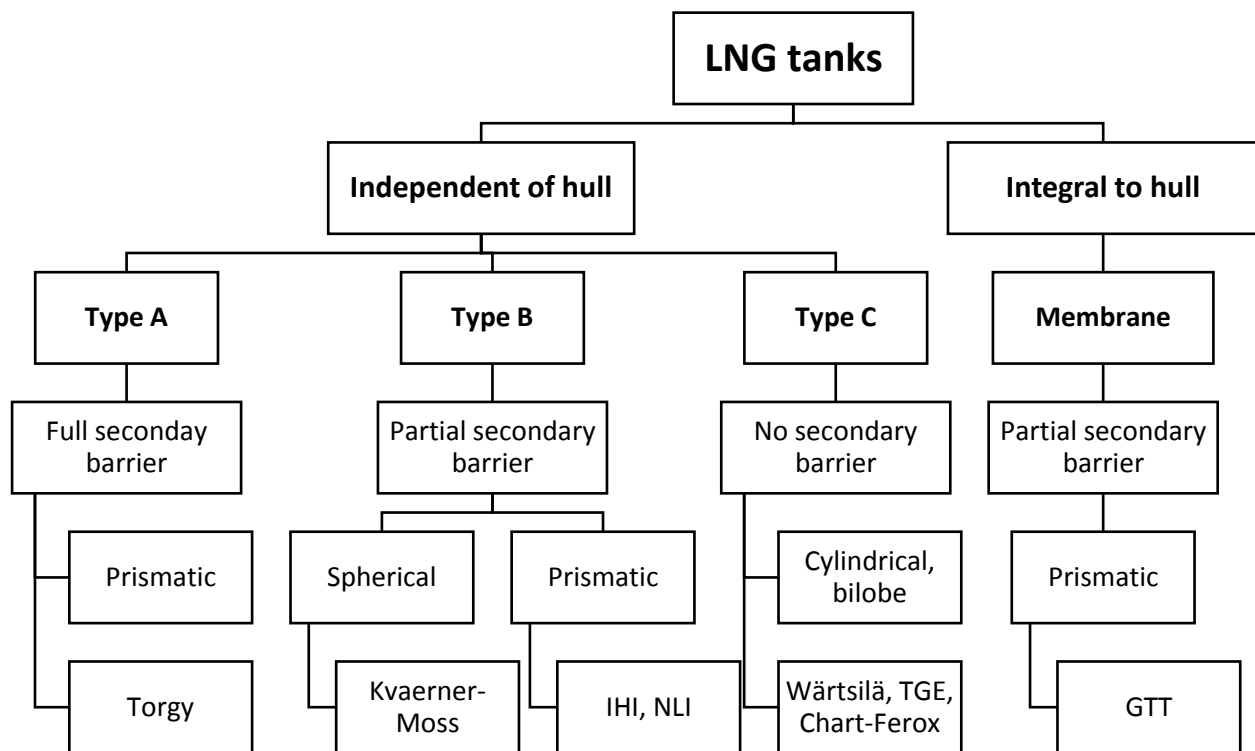 LNG tanks
Independent of hull
Integral to hull
Type A
Type B
Type C
Membrane
Full seconday
barrier
Partial secondary
barrier
No secondary
barrier
Partial secondary
barrier
Prismatic
Spherical
Prismatic
Cylindrical,
bilobe
Prismatic
Torgy
Kvaerner-
Moss
IHI, NLI
Wärtsilä, TGE,
Chart-Ferox
GTT